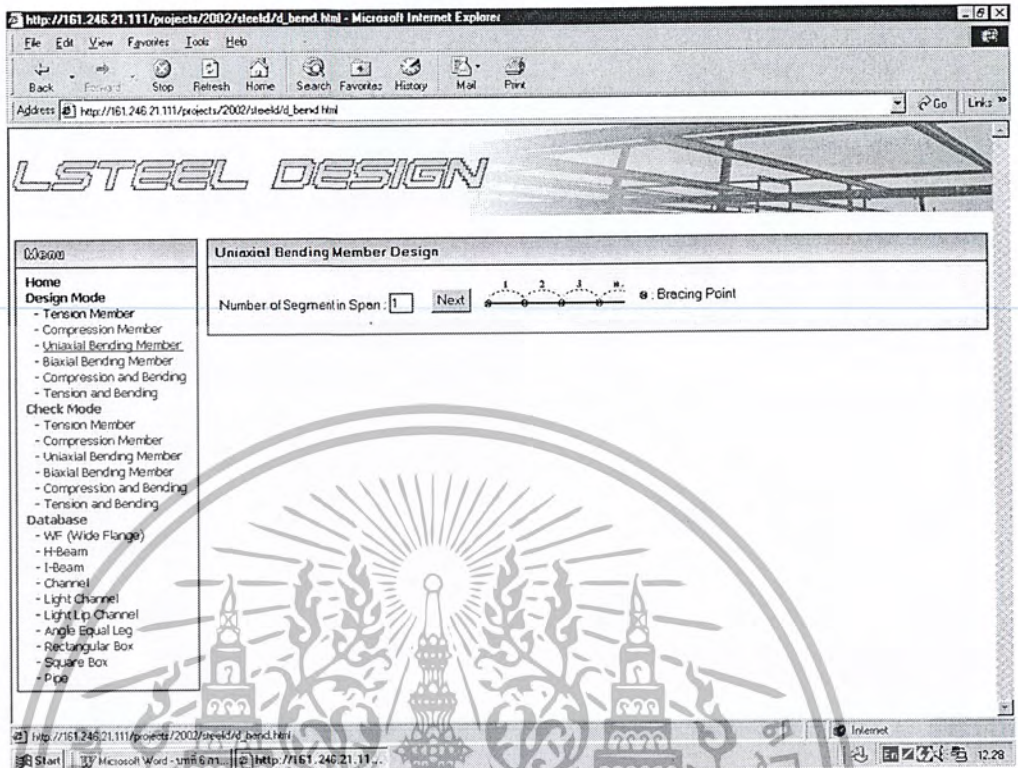 http://161.246.21.111/projects/2002/steeld/d_bend.html - Microsoft Internet Explorer
File Edit View Favorites Tools Help
Back Forward Stop Refresh Home Search Favorites History Mail Print
Address http://161.246.21.111/projects/2002/steeld/d_bend.html Go Links »
LSTEEL DESIGN
Menu
Home
Design Mode
- Tension Member
- Compression Member
- Uniaxial Bending Member
- Biaxial Bending Member
- Compression and Bending
- Tension and Bending
Check Mode
- Tension Member
- Compression Member
- Uniaxial Bending Member
- Biaxial Bending Member
- Compression and Bending
- Tension and Bending
Database
- WF (Wide Flange)
- H-Beam
- I-Beam
- Channel
- Light Channel
- Light Lip Channel
- Angle Equal Leg
- Rectangular Box
- Square Box
- Pipe
Uniaxial Bending Member Design
Number of Segment in Span : 1 Next 1 2 3 n. : Bracing Point
http://161.246.21.111/projects/2002/steeld/d_bend.html Internet
Start Microsoft Word - บทที่ 6 กา... http://161.246.21.11... En 12:28